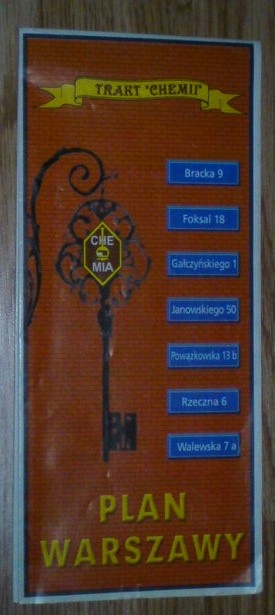 TRAKT "CHEMII"
CHE
MIA
Bracka 9
Foksal 18
Gałczyńskiego 1
Janowskiego 50
Powązkowska 13 b
Rzeczna 6
Walewska 7 a
PLAN
WARSZAWY